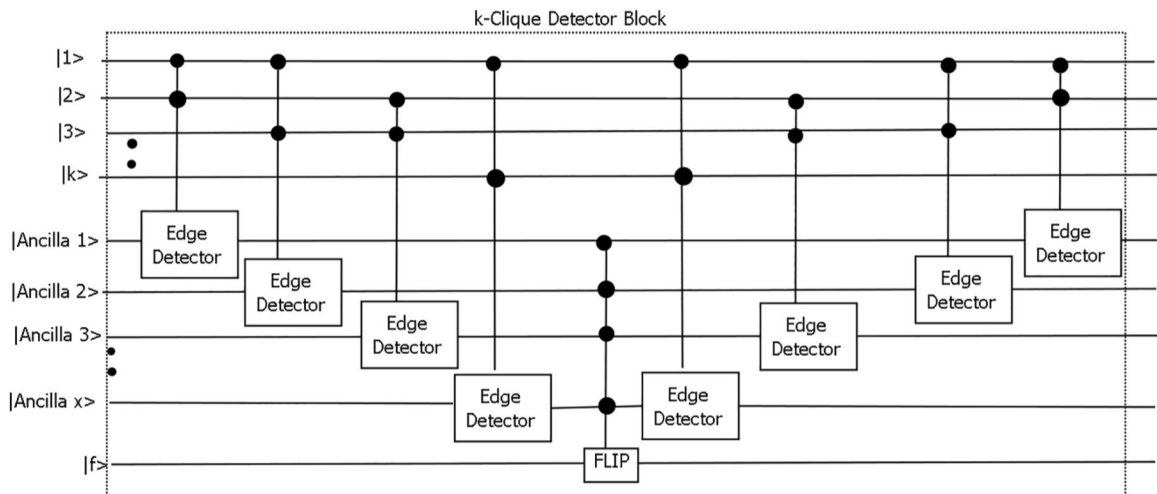 k-Clique Detector Block
|1>
|2>
|3>
|k>
|Ancilla 1>
|Ancilla 2>
|Ancilla 3>
|Ancilla x>
|f>
Edge
Detector
Edge
Detector
Edge
Detector
Edge
Detector
FLIP
Edge
Detector
Edge
Detector
Edge
Detector
Edge
Detector